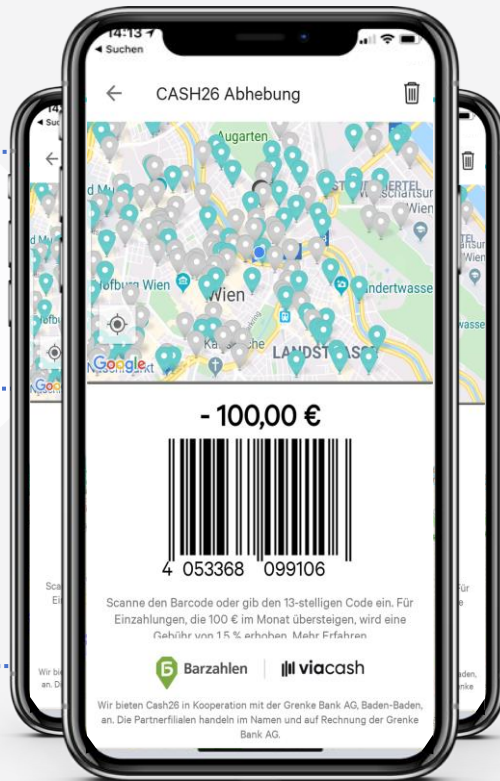 14:13
◀ Suchen
← CASH26 Abhebung
Augarten
Wien
Hofburg Wien
Wien
LANDSTRASSE
Google
- 100,00 €
4 053368 099106
Scanne den Barcode oder gib den 13-stelligen Code ein. Für
Einzahlungen, die 100 € im Monat übersteigen, wird eine
Gebühr von 1.5 % erhoben. Mehr Erfahren
Barzahlen | viacash
Wir bieten Cash26 in Kooperation mit der Grenke Bank AG, Baden-Baden,
an. Die Partnerfilialen handeln im Namen und auf Rechnung der Grenke
Bank AG.